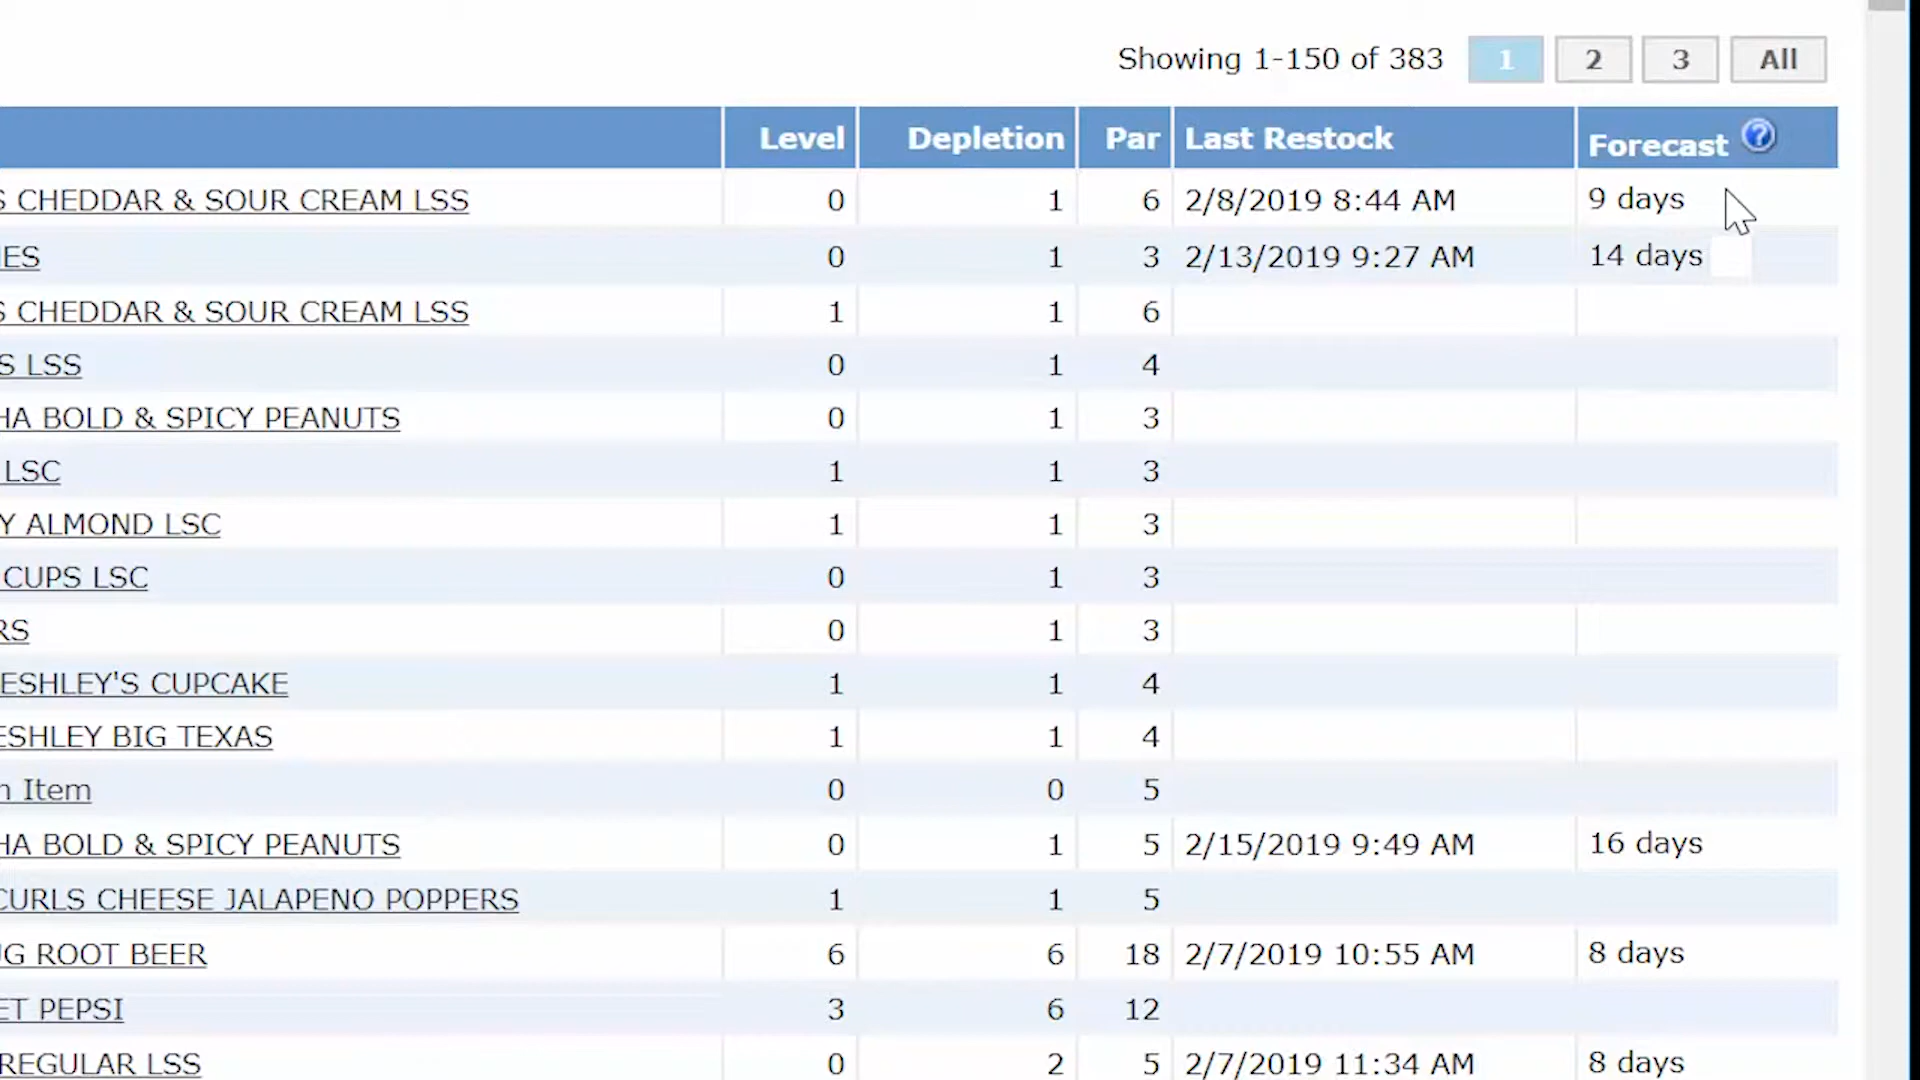 Showing 1-150 of 383 1 2 3 All
Level Depletion Par Last Restock Forecast ?
S CHEDDAR & SOUR CREAM LSS 0 1 6 2/8/2019 8:44 AM 9 days
IES 0 1 3 2/13/2019 9:27 AM 14 days
S CHEDDAR & SOUR CREAM LSS 1 1 6
S LSS 0 1 4
HA BOLD & SPICY PEANUTS 0 1 3
LSC 1 1 3
Y ALMOND LSC 1 1 3
CUPS LSC 0 1 3
RS 0 1 3
ESHLEY'S CUPCAKE 1 1 4
ESHLEY BIG TEXAS 1 1 4
n Item 0 0 5
HA BOLD & SPICY PEANUTS 0 1 5 2/15/2019 9:49 AM 16 days
CURLS CHEESE JALAPENO POPPERS 1 1 5
UG ROOT BEER 6 6 18 2/7/2019 10:55 AM 8 days
ET PEPSI 3 6 12
REGULAR LSS 0 2 5 2/7/2019 11:34 AM 8 days